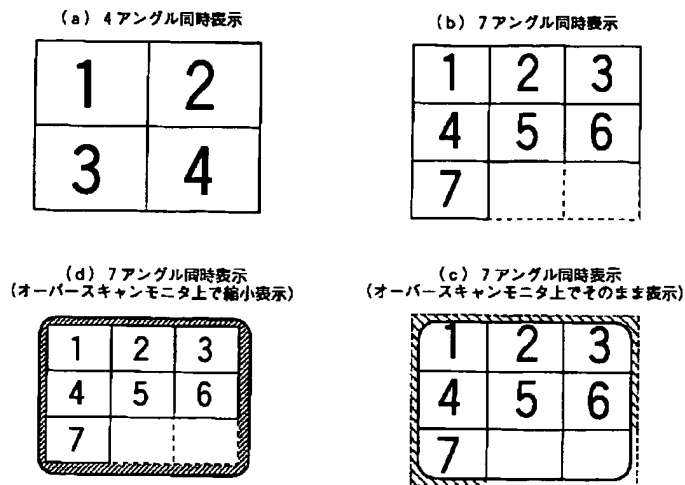 (a) 4アングル同時表示
1 2
3 4
(b) 7アングル同時表示
1 2 3
4 5 6
7
(d) 7アングル同時表示
(オーバースキャンモニタ上で縮小表示)
1 2 3
4 5 6
7
(c) 7アングル同時表示
(オーバースキャンモニタ上でそのまま表示)
1 2 3
4 5 6
7